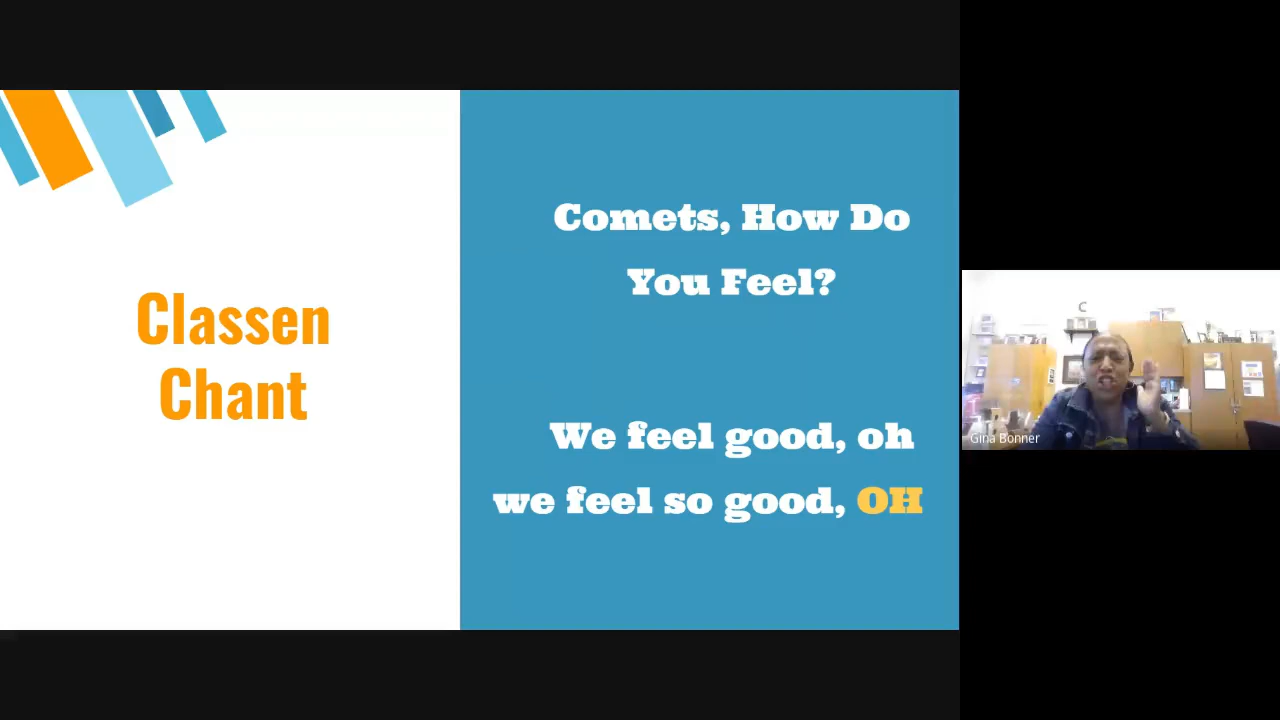 Classen
Chant
Comets, How Do
You Feel?
We feel good, oh
we feel so good, OH
C
Gina Bonner